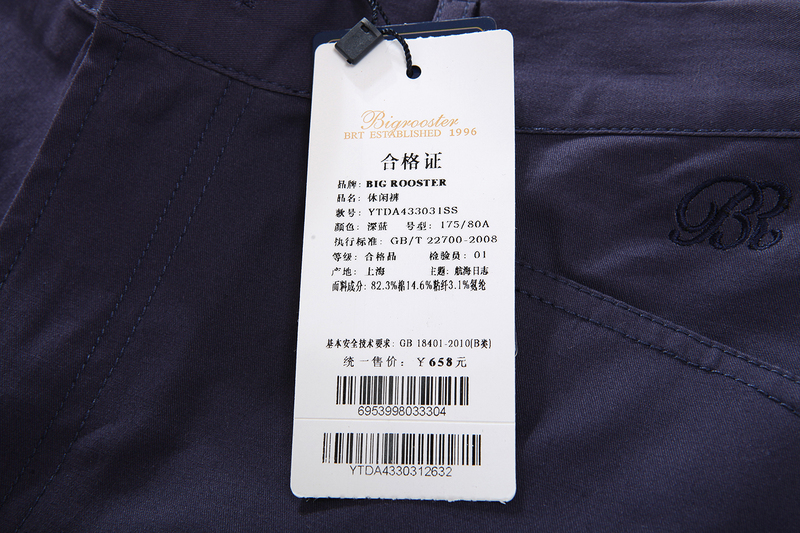 Bigrooster
BRT ESTABLISHED 1996
合格证
品牌: BIG ROOSTER
品名: 休闲裤
款号: YTDA433031SS
颜色: 深蓝 号型: 175/80A
执行标准: GB/T 22700-2008
等级: 合格品 检验员: 01
产地: 上海 主题: 航海日志
面料成分: 82.3%棉14.6%粘纤3.1%氨纶
基本安全技术要求: GB 18401-2010(B类)
统一售价: ¥658元
6953998033304
YTDA4330312632
BR